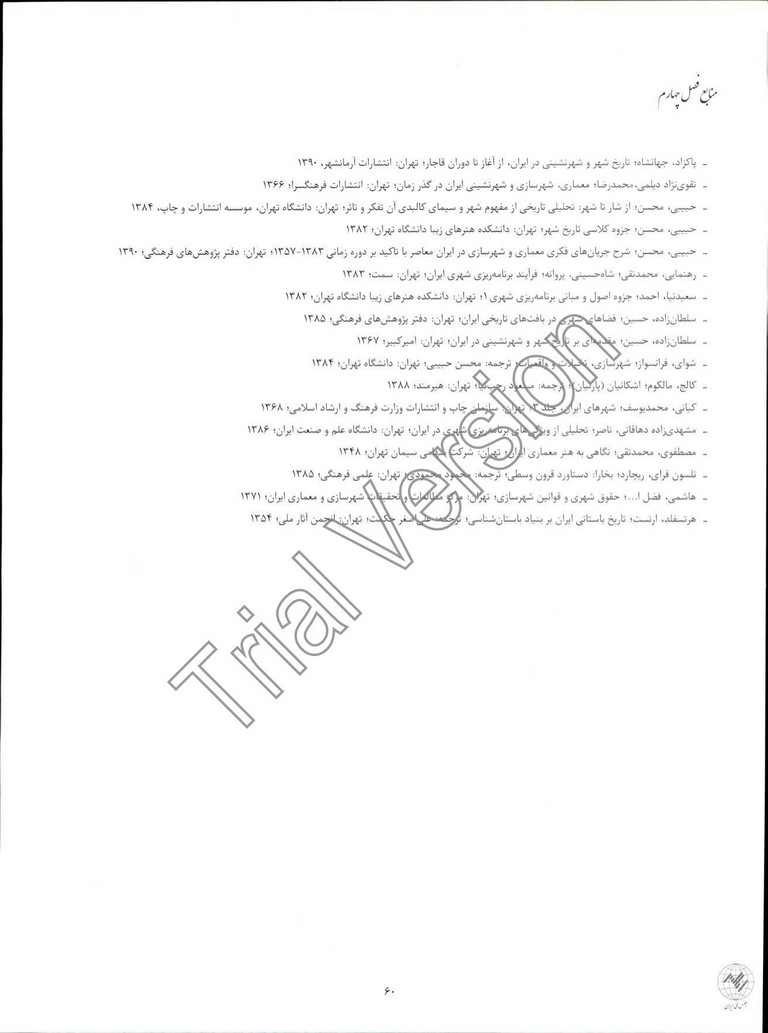 منابع فصل چهارم
ـ پاکزاد، جهانشاه؛ تاریخ شهر و شهرنشینی در ایران، از آغاز تا دوران قاجار؛ تهران: انتشارات آرمانشهر، ۱۳۹۰
ـ تقوی‌نژاد دیلمی،محمدرضا؛ معماری، شهرسازی و شهرنشینی ایران در گذر زمان؛ تهران: انتشارات فرهنگسرا؛ ۱۳۶۶
ـ حبیبی، محسن؛ از شار تا شهر: تحلیلی تاریخی از مفهوم شهر و سیمای کالبدی آن تفکر و تاثر؛ تهران: دانشگاه تهران، موسسه انتشارات و چاپ، ۱۳۸۴
ـ حبیبی، محسن؛ جزوه کلاسی تاریخ شهر؛ تهران: دانشکده هنرهای زیبا دانشگاه تهران؛ ۱۳۸۲
ـ حبیبی، محسن؛ شرح جریان‌های فکری معماری و شهرسازی در ایران معاصر با تاکید بر دوره زمانی ۱۳۸۳-۱۳۵۷؛ تهران: دفتر پژوهش‌های فرهنگی؛ ۱۳۹۰
ـ رهنمایی، محمدتقی؛ شاه‌حسینی، پروانه؛ فرآیند برنامه‌ریزی شهری ایران؛ تهران: سمت؛ ۱۳۸۳
ـ سعیدنیا، احمد؛ جزوه اصول و مبانی برنامه‌ریزی شهری ۱؛ تهران: دانشکده هنرهای زیبا دانشگاه تهران؛ ۱۳۸۲
ـ سلطان‌زاده، حسین؛ فضاهای شهری در بافت‌های تاریخی ایران؛ تهران: دفتر پژوهش‌های فرهنگی؛ ۱۳۸۵
ـ سلطان‌زاده، حسین؛ مقدمه‌ای بر تاریخ شهر و شهرنشینی در ایران؛ تهران: امیرکبیر؛ ۱۳۶۷
ـ شوای، فرانسواز؛ شهرسازی، تخیلات و واقعیات؛ ترجمه: محسن حبیبی؛ تهران: دانشگاه تهران؛ ۱۳۸۴
ـ کالج، مالکوم؛ اشکانیان (پارتیان)؛ ترجمه: مسعود رجب‌نیا؛ تهران: هیرمند؛ ۱۳۸۸
ـ کیانی، محمدیوسف؛ شهرهای ایران، جلد ۳؛ تهران: سازمان چاپ و انتشارات وزارت فرهنگ و ارشاد اسلامی؛ ۱۳۶۸
ـ مشهدی‌زاده دهاقانی، ناصر؛ تحلیلی از ویژگی‌های برنامه‌ریزی شهری در ایران؛ تهران: دانشگاه علم و صنعت ایران؛ ۱۳۸۶
ـ مصطفوی، محمدتقی؛ نگاهی به هنر معماری ایران؛ تهران: شرکت سهامی سیمان تهران؛ ۱۳۴۸
ـ نلسون فرای، ریچارد؛ بخارا: دستاورد قرون وسطی؛ ترجمه: محمود محمودی؛ تهران: علمی فرهنگی؛ ۱۳۸۵
ـ هاشمی، فضل ا...؛ حقوق شهری و قوانین شهرسازی؛ تهران: مرکز مطالعات و تحقیقات شهرسازی و معماری ایران؛ ۱۳۷۱
ـ هرتسفلد، ارنست؛ تاریخ باستانی ایران بر بنیاد باستان‌شناسی؛ ترجمه: علی‌اصغر حکمت؛ تهران: انجمن آثار ملی؛ ۱۳۵۴
Trial Version
۶۰